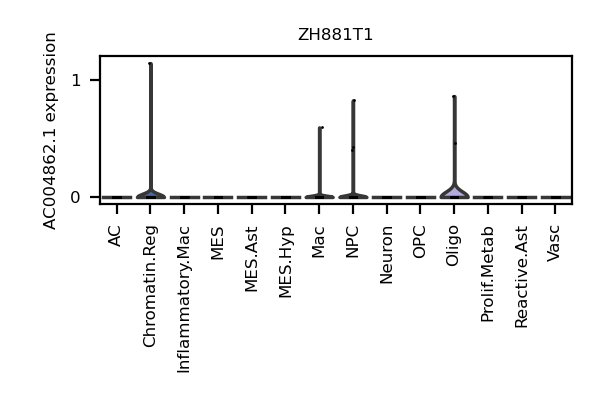 ZH881T1
AC004862.1 expression
1
0
AC
Chromatin.Reg
Inflammatory.Mac
MES
MES.Ast
MES.Hyp
Mac
NPC
Neuron
OPC
Oligo
Prolif.Metab
Reactive.Ast
Vasc